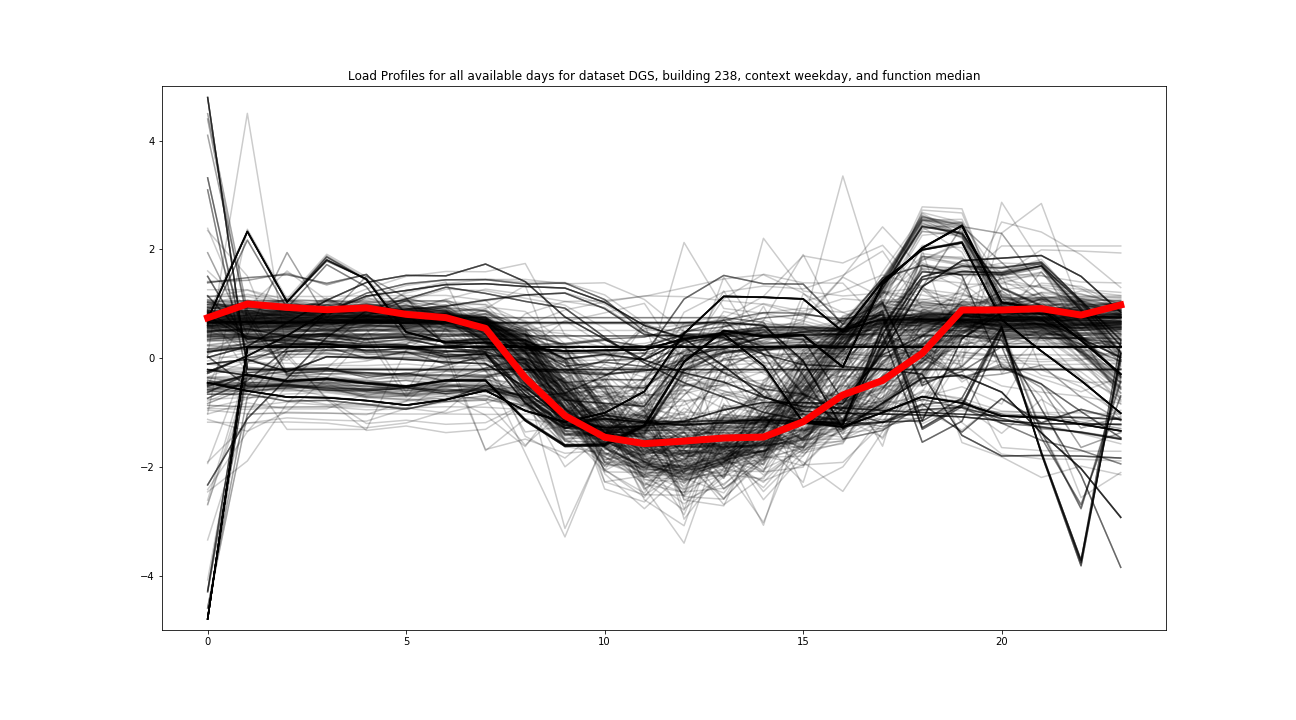 Load Profiles for all available days for dataset DGS, building 238, context weekday, and function median
4
2
0
−2
−4
0 5 10 15 20